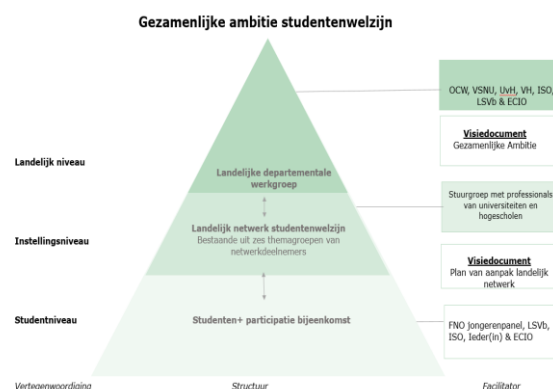 Gezamenlijke ambitie studentenwelzijn
OCW, VSNU, UvH, VH, ISO,
LSVb & ECIO
Visiedocument
Gezamenlijke Ambitie
Landelijk niveau
Landelijke departementale
werkgroep
Stuurgroep met professionals
van universiteiten en
hogescholen
Landelijk netwerk studentenwelzijn
Bestaande uit zes themagroepen van
netwerkdeelnemers
Instellingsniveau
Visiedocument
Plan van aanpak landelijk
netwerk
Studentniveau
Studenten+ participatie bijeenkomst
FNO jongerenpanel, LSVb,
ISO, Ieder(in) & ECIO
Vertegenwoordiging
Structuur
Facilitator